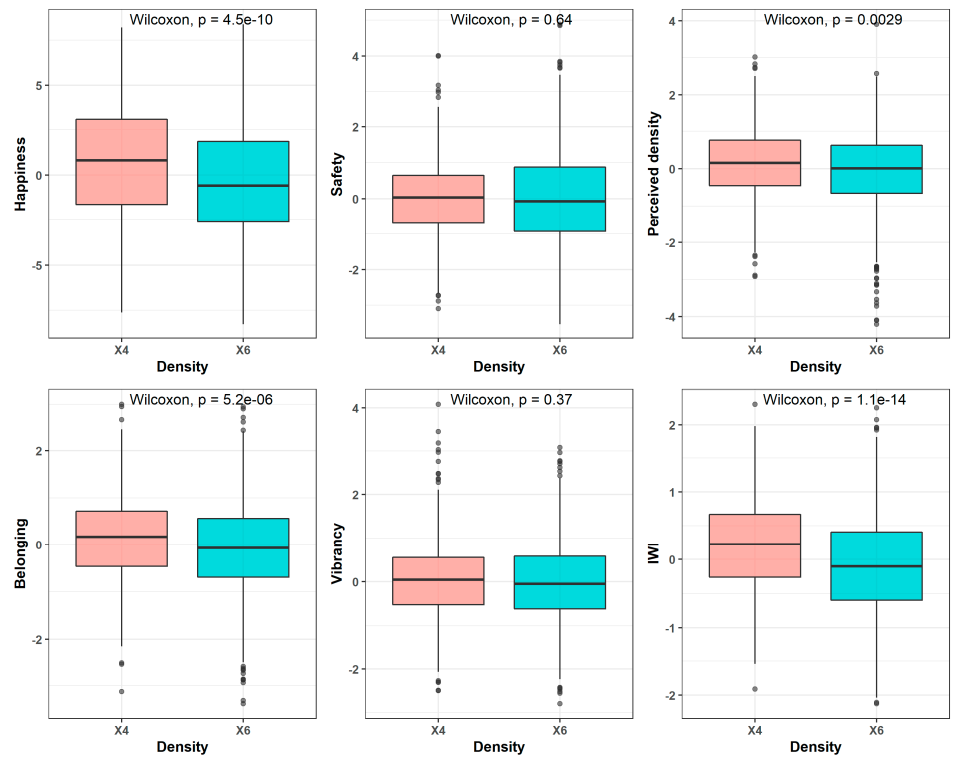 Wilcoxon, p = 4.5e-10
5
0
-5
Happiness
X4 X6
Density
Wilcoxon, p = 0.64
4
2
0
-2
Safety
X4 X6
Density
Wilcoxon, p = 0.0029
4
2
0
-2
-4
Perceived density
X4 X6
Density
Wilcoxon, p = 5.2e-06
2
0
-2
Belonging
X4 X6
Density
Wilcoxon, p = 0.37
4
2
0
-2
Vibrancy
X4 X6
Density
Wilcoxon, p = 1.1e-14
2
1
0
-1
-2
IWI
X4 X6
Density